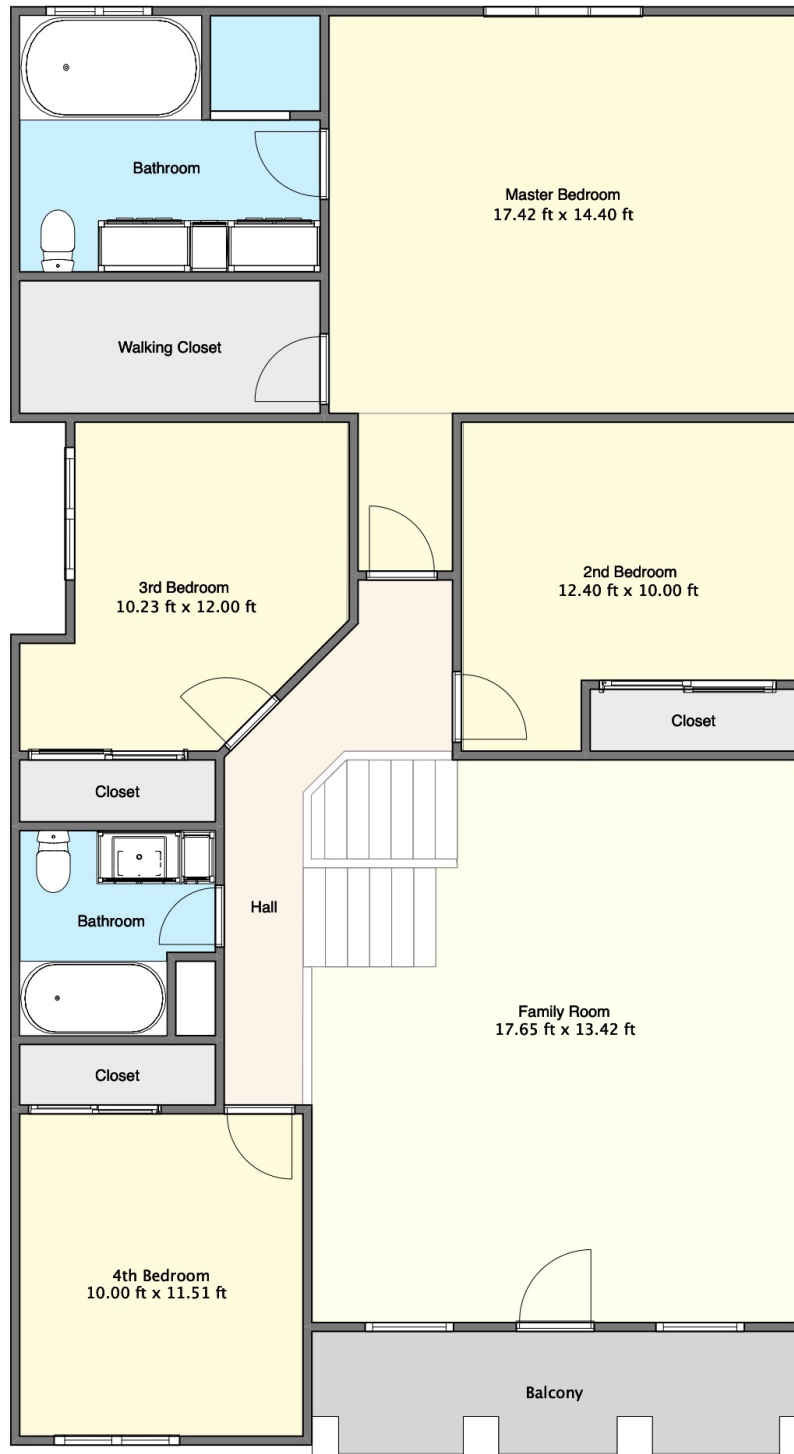 Bathroom
Master Bedroom
17.42 ft x 14.40 ft
Walking Closet
3rd Bedroom
10.23 ft x 12.00 ft
2nd Bedroom
12.40 ft x 10.00 ft
Closet
Closet
Hall
Bathroom
Family Room
17.65 ft x 13.42 ft
Closet
4th Bedroom
10.00 ft x 11.51 ft
Balcony